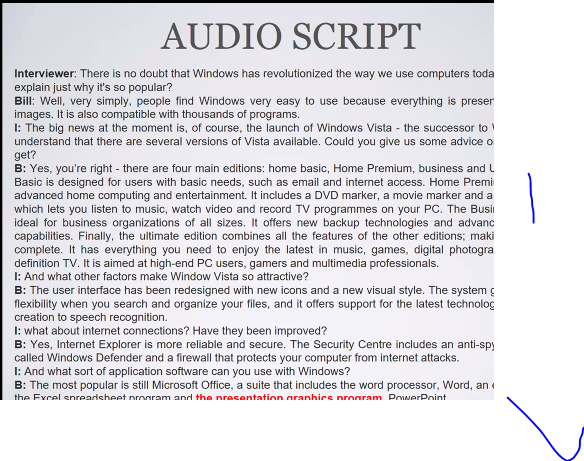 AUDIO SCRIPT
Interviewer: There is no doubt that Windows has revolutionized the way we use computers toda
explain just why it's so popular?
Bill: Well, very simply, people find Windows very easy to use because everything is presen
images. It is also compatible with thousands of programs.
I: The big news at the moment is, of course, the launch of Windows Vista - the successor to
understand that there are several versions of Vista available. Could you give us some advice o
get?
B: Yes, you're right - there are four main editions: home basic, Home Premium, business and U
Basic is designed for users with basic needs, such as email and internet access. Home Premi
advanced home computing and entertainment. It includes a DVD marker, a movie marker and a
which lets you listen to music, watch video and record TV programmes on your PC. The Busi
ideal for business organizations of all sizes. It offers new backup technologies and advanc
capabilities. Finally, the ultimate edition combines all the features of the other editions; maki
complete. It has everything you need to enjoy the latest in music, games, digital photogra
definition TV. It is aimed at high-end PC users, gamers and multimedia professionals.
I: And what other factors make Window Vista so attractive?
B: The user interface has been redesigned with new icons and a new visual style. The system g
flexibility when you search and organize your files, and it offers support for the latest technolog
creation to speech recognition.
I: what about internet connections? Have they been improved?
B: Yes, Internet Explorer is more reliable and secure. The Security Centre includes an anti-spy
called Windows Defender and a firewall that protects your computer from internet attacks.
I: And what sort of application software can you use with Windows?
B: The most popular is still Microsoft Office, a suite that includes the word processor, Word, an e
the Excel spreadsheet program and the presentation graphics program, PowerPoint